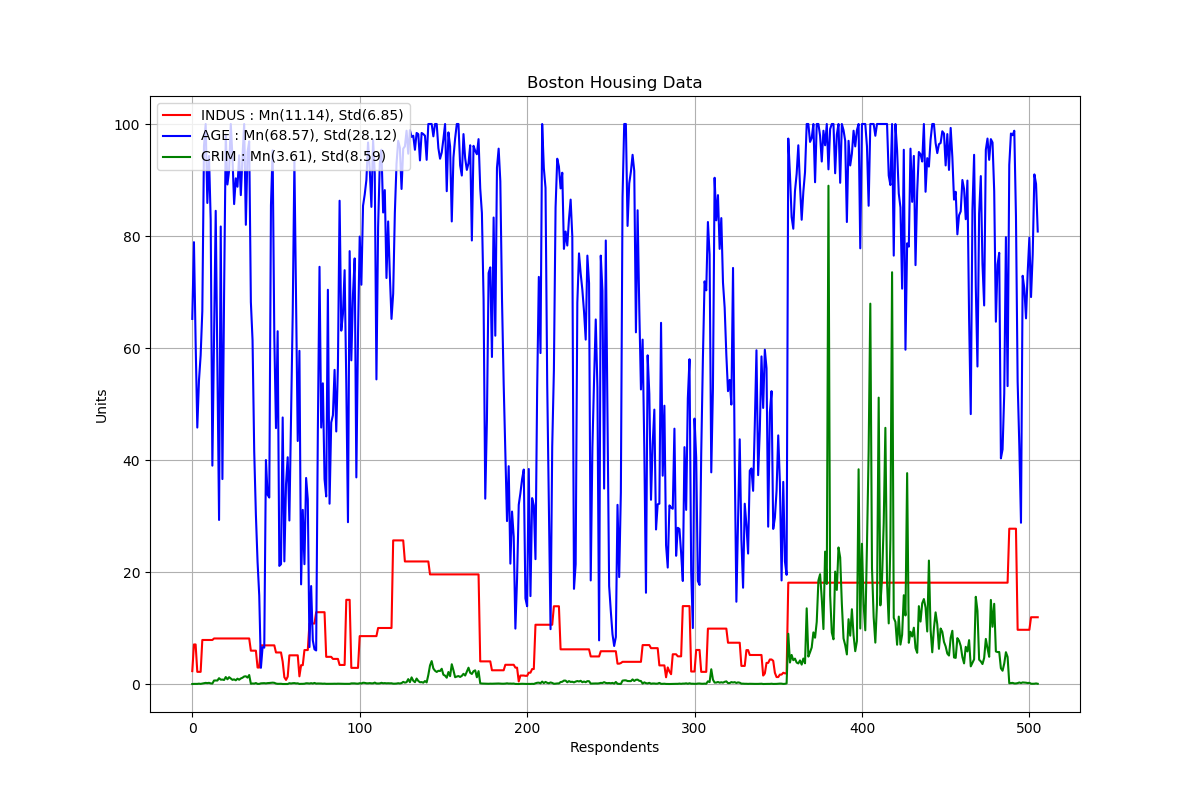 Boston Housing Data
INDUS : Mn(11.14), Std(6.85)
AGE : Mn(68.57), Std(28.12)
CRIM : Mn(3.61), Std(8.59)
100
80
60
40
20
0
Units
0 100 200 300 400 500
Respondents